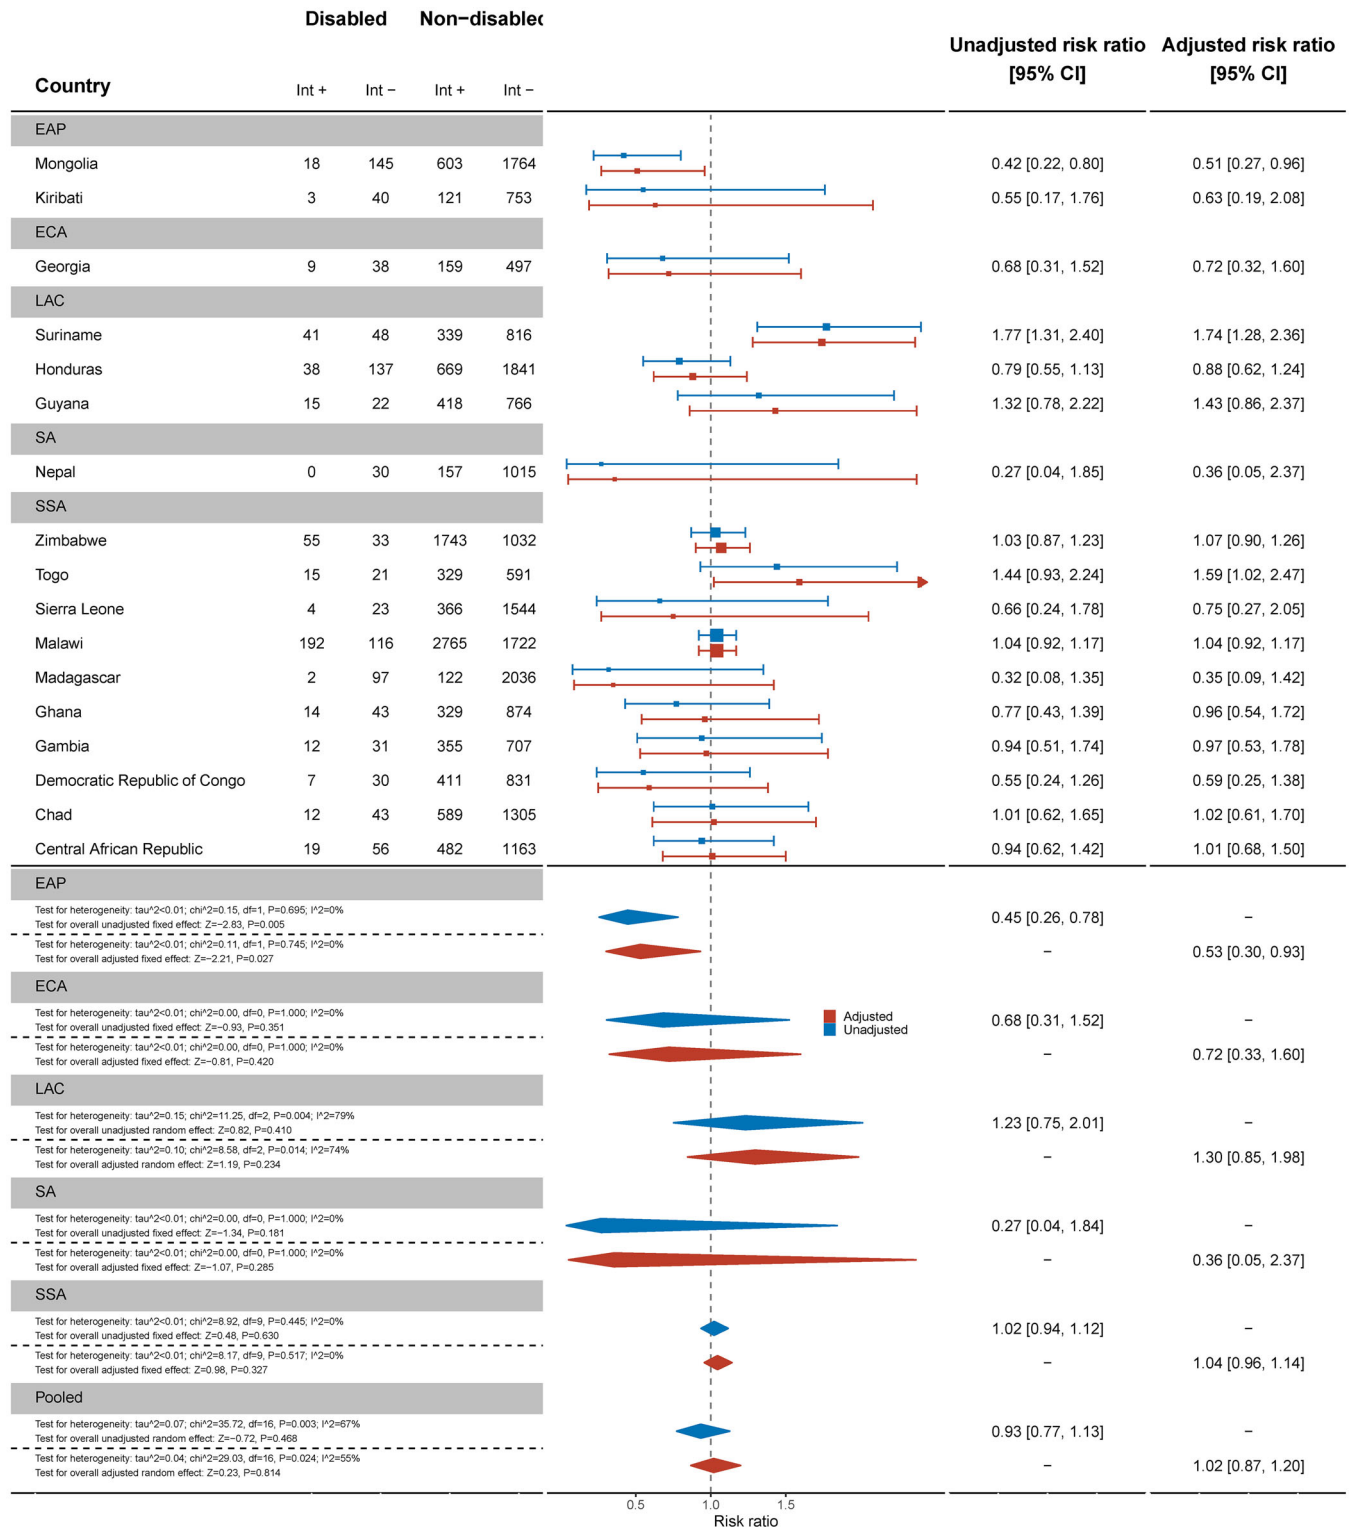 Disabled Non−disabled
Unadjusted risk ratio Adjusted risk ratio
[95% CI] [95% CI]
Country Int + Int − Int + Int −
EAP
Mongolia 18 145 603 1764 0.42 [0.22, 0.80] 0.51 [0.27, 0.96]
Kiribati 3 40 121 753 0.55 [0.17, 1.76] 0.63 [0.19, 2.08]
ECA
Georgia 9 38 159 497 0.68 [0.31, 1.52] 0.72 [0.32, 1.60]
LAC
Suriname 41 48 339 816 1.77 [1.31, 2.40] 1.74 [1.28, 2.36]
Honduras 38 137 669 1841 0.79 [0.55, 1.13] 0.88 [0.62, 1.24]
Guyana 15 22 418 766 1.32 [0.78, 2.22] 1.43 [0.86, 2.37]
SA
Nepal 0 30 157 1015 0.27 [0.04, 1.85] 0.36 [0.05, 2.37]
SSA
Zimbabwe 55 33 1743 1032 1.03 [0.87, 1.23] 1.07 [0.90, 1.26]
Togo 15 21 329 591 1.44 [0.93, 2.24] 1.59 [1.02, 2.47]
Sierra Leone 4 23 366 1544 0.66 [0.24, 1.78] 0.75 [0.27, 2.05]
Malawi 192 116 2765 1722 1.04 [0.92, 1.17] 1.04 [0.92, 1.17]
Madagascar 2 97 122 2036 0.32 [0.08, 1.35] 0.35 [0.09, 1.42]
Ghana 14 43 329 874 0.77 [0.43, 1.39] 0.96 [0.54, 1.72]
Gambia 12 31 355 707 0.94 [0.51, 1.74] 0.97 [0.53, 1.78]
Democratic Republic of Congo 7 30 411 831 0.55 [0.24, 1.26] 0.59 [0.25, 1.38]
Chad 12 43 589 1305 1.01 [0.62, 1.65] 1.02 [0.61, 1.70]
Central African Republic 19 56 482 1163 0.94 [0.62, 1.42] 1.01 [0.68, 1.50]
EAP
Test for heterogeneity: tau^2<0.01; chi^2=0.15, df=1, P=0.695; I^2=0%
Test for overall unadjusted fixed effect: Z=−2.83, P=0.005
0.45 [0.26, 0.78] −
Test for heterogeneity: tau^2<0.01; chi^2=0.11, df=1, P=0.745; I^2=0%
Test for overall adjusted fixed effect: Z=−2.21, P=0.027
− 0.53 [0.30, 0.93]
ECA
Test for heterogeneity: tau^2<0.01; chi^2=0.00, df=0, P=1.000; I^2=0%
Test for overall unadjusted fixed effect: Z=−0.93, P=0.351
0.68 [0.31, 1.52] −
Adjusted
Unadjusted
Test for heterogeneity: tau^2<0.01; chi^2=0.00, df=0, P=1.000; I^2=0%
Test for overall adjusted fixed effect: Z=−0.81, P=0.420
− 0.72 [0.33, 1.60]
LAC
Test for heterogeneity: tau^2=0.15; chi^2=11.25, df=2, P=0.004; I^2=79%
Test for overall unadjusted random effect: Z=0.82, P=0.410
1.23 [0.75, 2.01] −
Test for heterogeneity: tau^2=0.10; chi^2=8.58, df=2, P=0.014; I^2=74%
Test for overall adjusted random effect: Z=1.19, P=0.234
− 1.30 [0.85, 1.98]
SA
Test for heterogeneity: tau^2<0.01; chi^2=0.00, df=0, P=1.000; I^2=0%
Test for overall unadjusted fixed effect: Z=−1.34, P=0.181
0.27 [0.04, 1.84] −
Test for heterogeneity: tau^2<0.01; chi^2=0.00, df=0, P=1.000; I^2=0%
Test for overall adjusted fixed effect: Z=−1.07, P=0.285
− 0.36 [0.05, 2.37]
SSA
Test for heterogeneity: tau^2<0.01; chi^2=8.92, df=9, P=0.445; I^2=0%
Test for overall unadjusted fixed effect: Z=0.48, P=0.630
1.02 [0.94, 1.12] −
Test for heterogeneity: tau^2<0.01; chi^2=8.17, df=9, P=0.517; I^2=0%
Test for overall adjusted fixed effect: Z=0.98, P=0.327
− 1.04 [0.96, 1.14]
Pooled
Test for heterogeneity: tau^2=0.07; chi^2=35.72, df=16, P=0.003; I^2=67%
Test for overall unadjusted random effect: Z=−0.72, P=0.468
0.93 [0.77, 1.13] −
Test for heterogeneity: tau^2=0.04; chi^2=29.03, df=16, P=0.024; I^2=55%
Test for overall adjusted random effect: Z=0.23, P=0.814
− 1.02 [0.87, 1.20]
0.5 1.0 1.5
Risk ratio